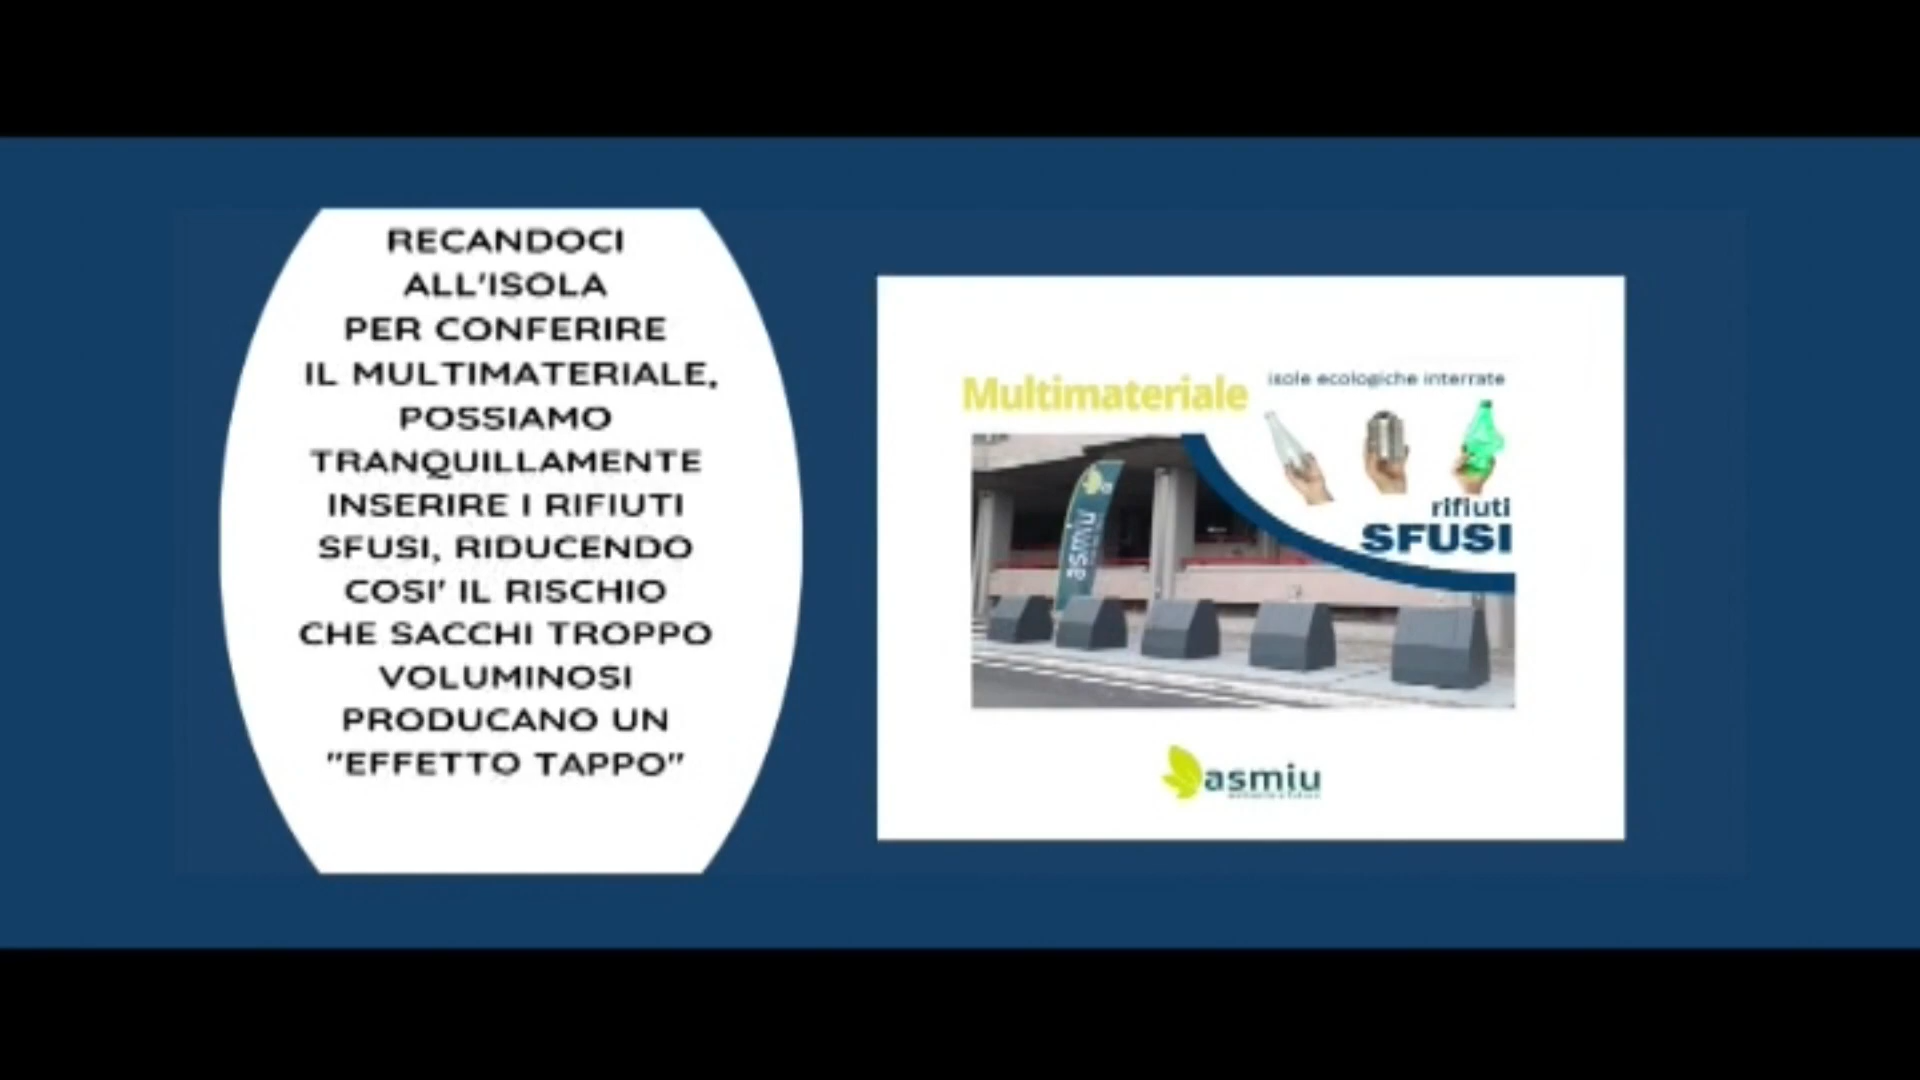 RECANDOCI
ALL'ISOLA
PER CONFERIRE
IL MULTIMATERIALE,
POSSIAMO
TRANQUILLAMENTE
INSERIRE I RIFIUTI
SFUSI, RIDUCENDO
COSI' IL RISCHIO
CHE SACCHI TROPPO
VOLUMINOSI
PRODUCANO UN
"EFFETTO TAPPO"
Multimateriale
isole ecologiche interrate
rifiuti
SFUSI
asmiu
asmiu